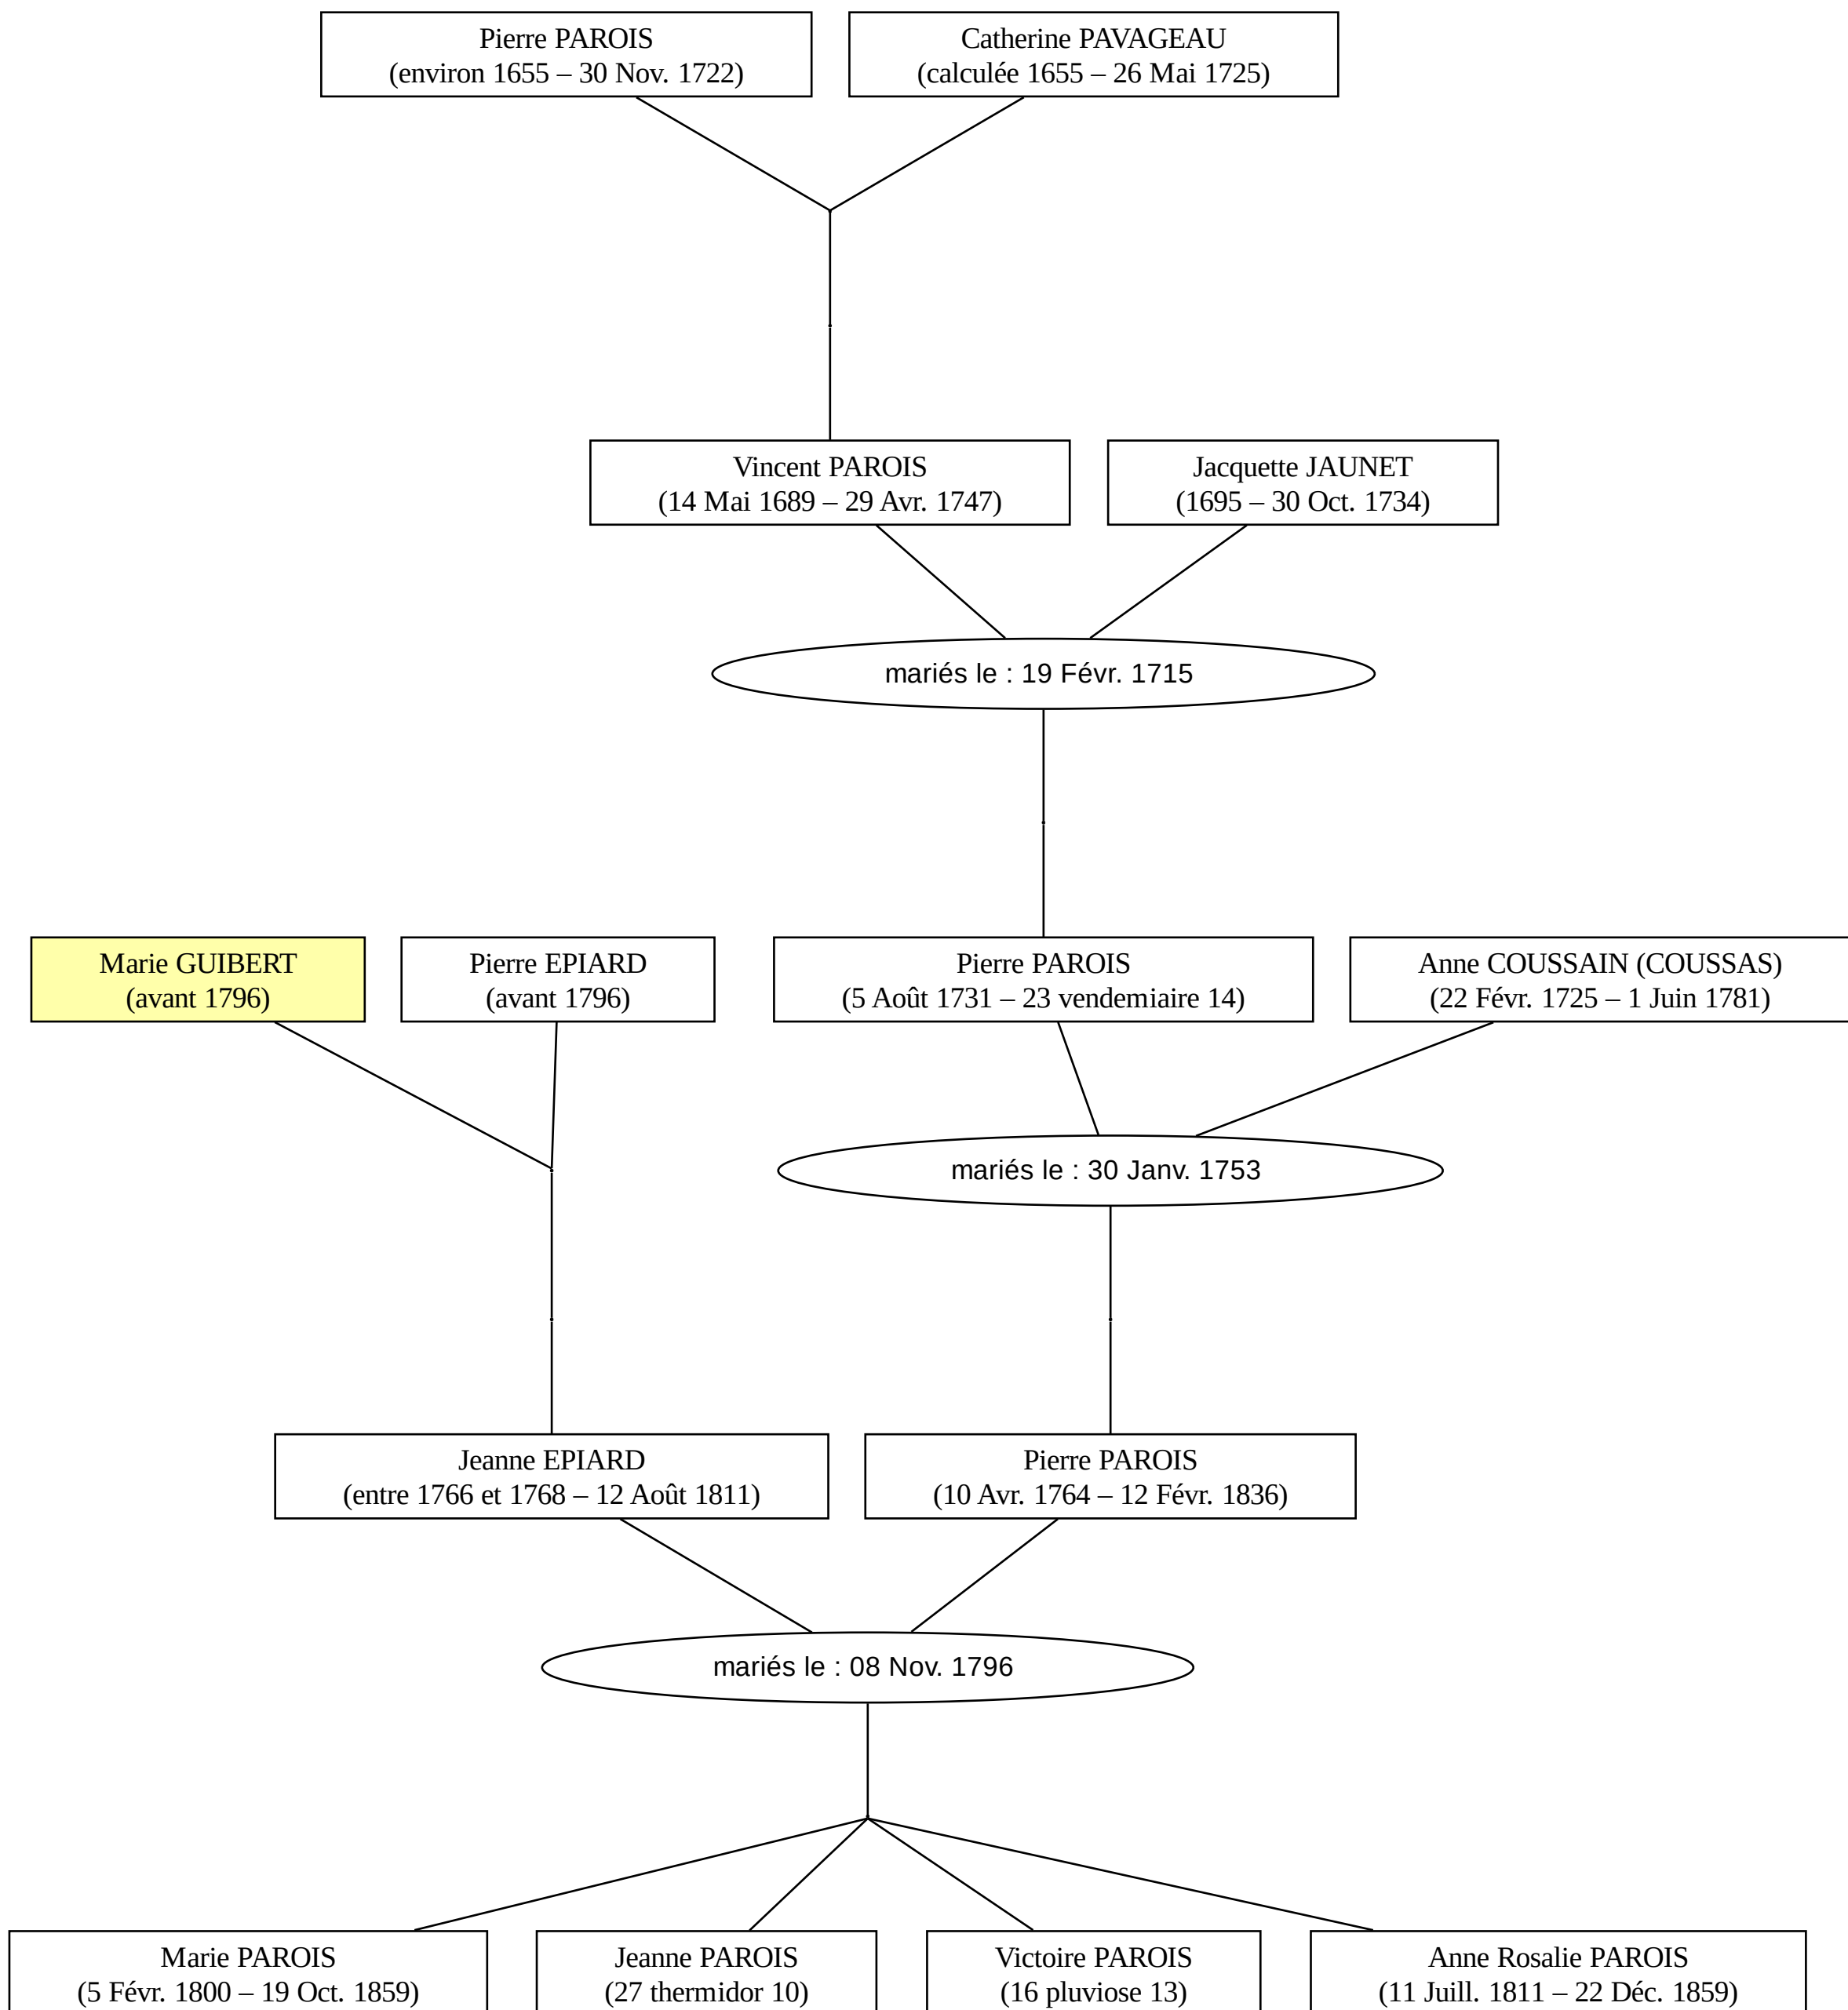 Pierre PAROIS
(environ 1655 – 30 Nov. 1722)
Catherine PAVAGEAU
(calculée 1655 – 26 Mai 1725)
Vincent PAROIS
(14 Mai 1689 – 29 Avr. 1747)
Jacquette JAUNET
(1695 – 30 Oct. 1734)
mariés le : 19 Févr. 1715
Marie GUIBERT
(avant 1796)
Pierre EPIARD
(avant 1796)
Pierre PAROIS
(5 Août 1731 – 23 vendemiaire 14)
Anne COUSSAIN (COUSSAS)
(22 Févr. 1725 – 1 Juin 1781)
mariés le : 30 Janv. 1753
Jeanne EPIARD
(entre 1766 et 1768 – 12 Août 1811)
Pierre PAROIS
(10 Avr. 1764 – 12 Févr. 1836)
mariés le : 08 Nov. 1796
Marie PAROIS
(5 Févr. 1800 – 19 Oct. 1859)
Jeanne PAROIS
(27 thermidor 10)
Victoire PAROIS
(16 pluviose 13)
Anne Rosalie PAROIS
(11 Juill. 1811 – 22 Déc. 1859)